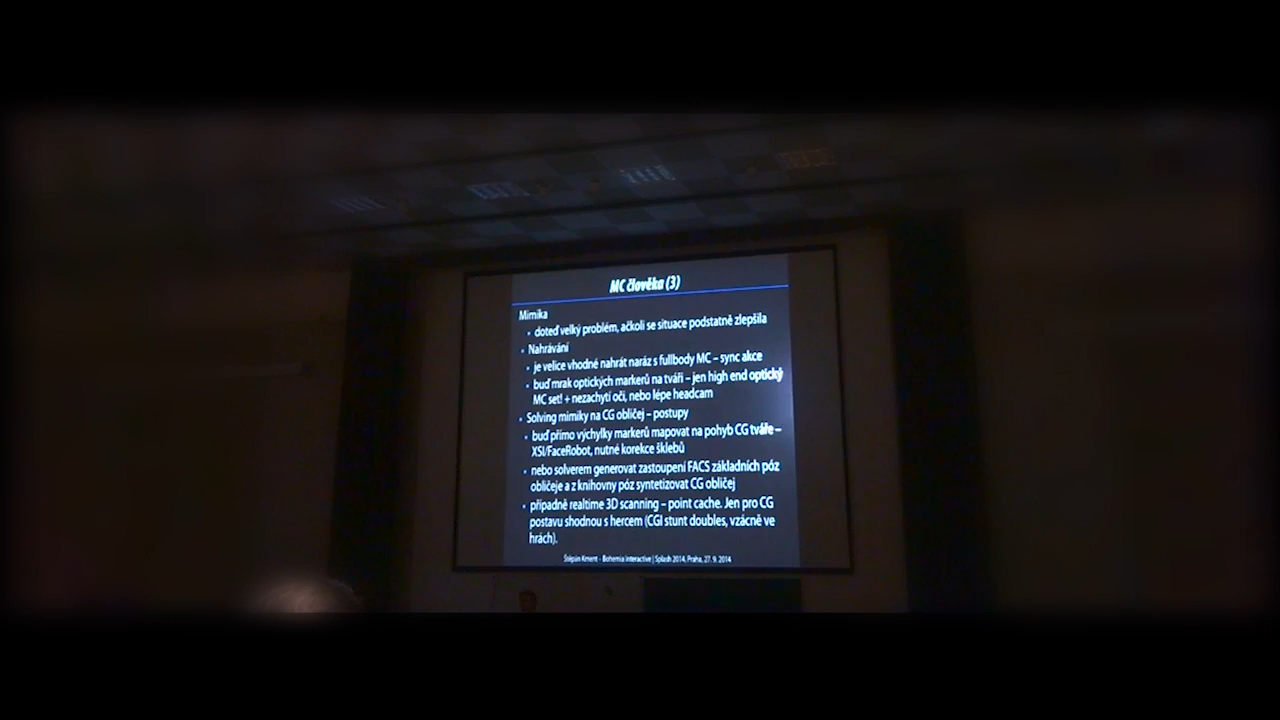 MC člověka (3)
Mimika
• doteď velký problém, ačkoli se situace podstatně zlepšila
• Nahrávání
• je velice vhodné nahrát naráz s fullbody MC – sync akce
• buď mrak optických markerů na tváři – jen high end optický
MC set! + nezachytí oči, nebo lépe headcam
• Solving mimiky na CG obličej – postupy
• buď přímo výchylky markerů mapovat na pohyb CG tváře –
XSI/FaceRobot, nutné korekce šklebů
• nebo solverem generovat zastoupení FACS základních póz
obličeje a z knihovny póz syntetizovat CG obličej
• případně realtime 3D scanning – point cache. Jen pro CG
postavu shodnou s hercem (CGI stunt doubles, vzácně ve
hrách).
Štěpán Kment - Bohemia Interactive | Splash 2014, Praha, 27. 9. 2014